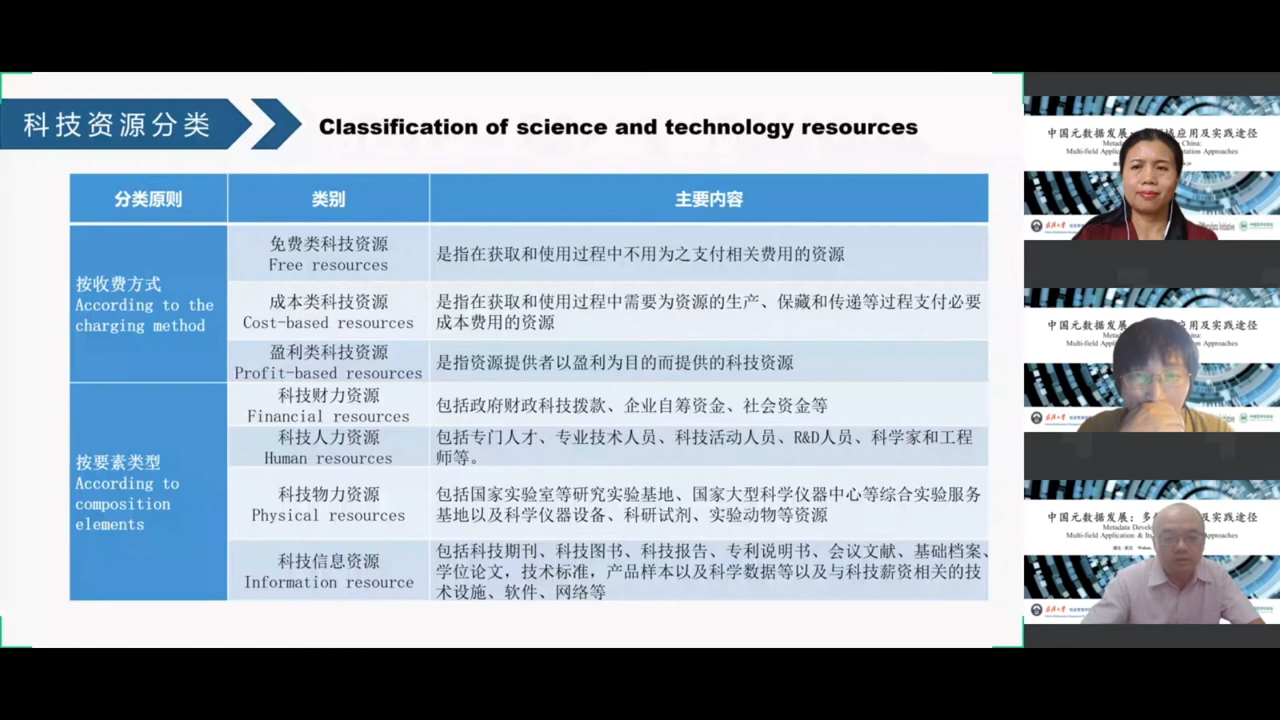 科技资源分类
Classification of science and technology resources
分类原则
类别
主要内容
按收费方式
According to the
charging method
免费类科技资源
Free resources
是指在获取和使用过程中不用为之支付相关费用的资源
成本类科技资源
Cost-based resources
是指在获取和使用过程中需要为资源的生产、保藏和传递等过程支付必要
成本费用的资源
盈利类科技资源
Profit-based resources
是指资源提供者以盈利为目的而提供的科技资源
按要素类型
According to
composition
elements
科技财力资源
Financial resources
包括政府财政科技拨款、企业自筹资金、社会资金等
科技人力资源
Human resources
包括专门人才、专业技术人员、科技活动人员、R&D人员、科学家和工程
师等。
科技物力资源
Physical resources
包括国家实验室等研究实验基地、国家大型科学仪器中心等综合实验服务
基地以及科学仪器设备、科研试剂、实验动物等资源
科技信息资源
Information resource
包括科技期刊、科技图书、科技报告、专利说明书、会议文献、基础档案、
学位论文，技术标准，产品样本以及科学数据等以及与科技薪资相关的技
术设施、软件、网络等
中国元数据发展： 应用及实践途径
China:
Multi-field Approaches
中国元数据发展 应用及实践途径
Multi-field Approaches
中国元数据发展：多 及实践途径
Metadata
Multi-field Application & Its Approaches